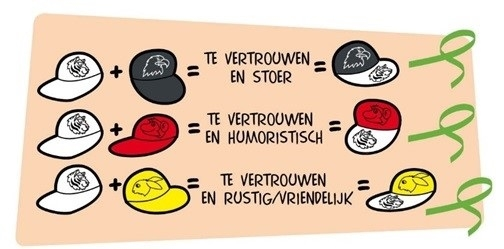 + = TE VERTROUWEN
EN STOER =
+ = TE VERTROUWEN
EN HUMORISTISCH =
+ = TE VERTROUWEN
EN RUSTIG/VRIENDELIJK =